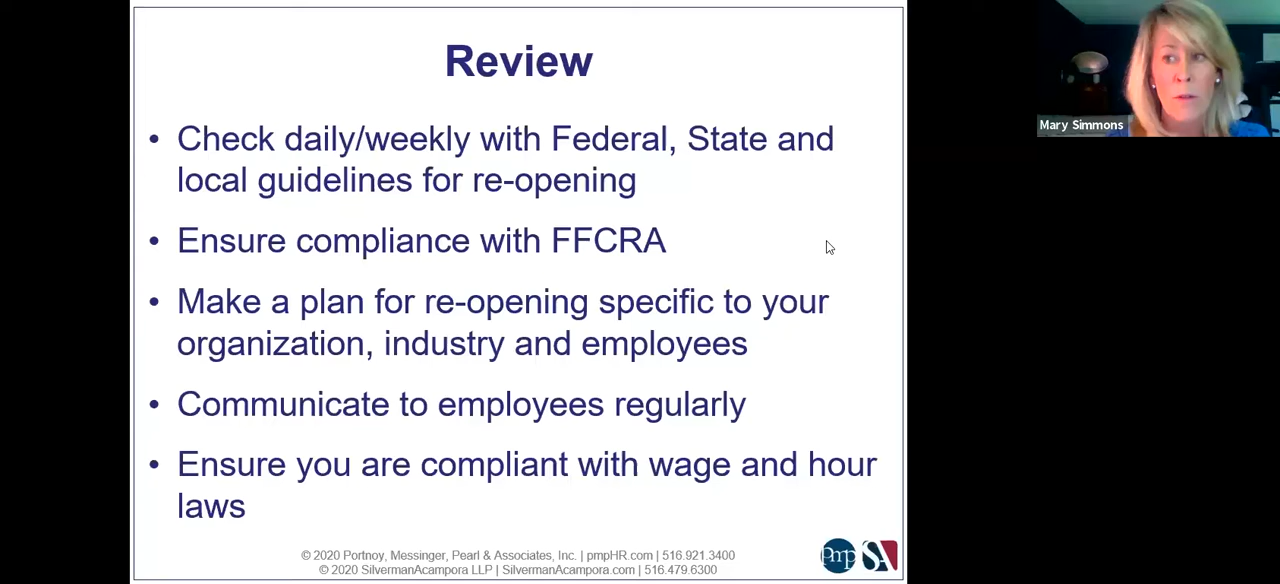 Review
Mary Simmons
• Check daily/weekly with Federal, State and
local guidelines for re-opening
• Ensure compliance with FFCRA
• Make a plan for re-opening specific to your
organization, industry and employees
• Communicate to employees regularly
• Ensure you are compliant with wage and hour
laws
© 2020 Portnoy, Messinger, Pearl & Associates, Inc. | pmpHR.com | 516.921.3400
© 2020 SilvermanAcampora LLP | SilvermanAcampora.com | 516.479.6300
pmp SA